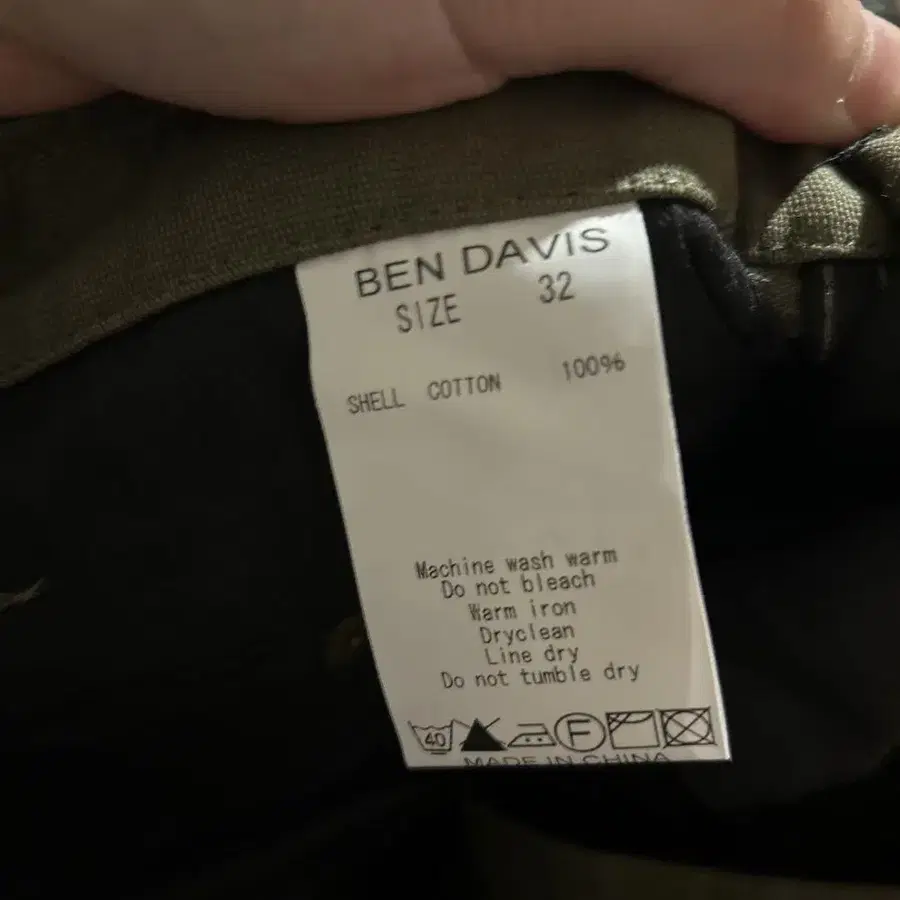 BEN DAVIS
SIZE 32
SHELL COTTON 100%
Machine wash warm
Do not bleach
Warm iron
Dryclean
Line dry
Do not tumble dry
40 F
MADE IN CHINA